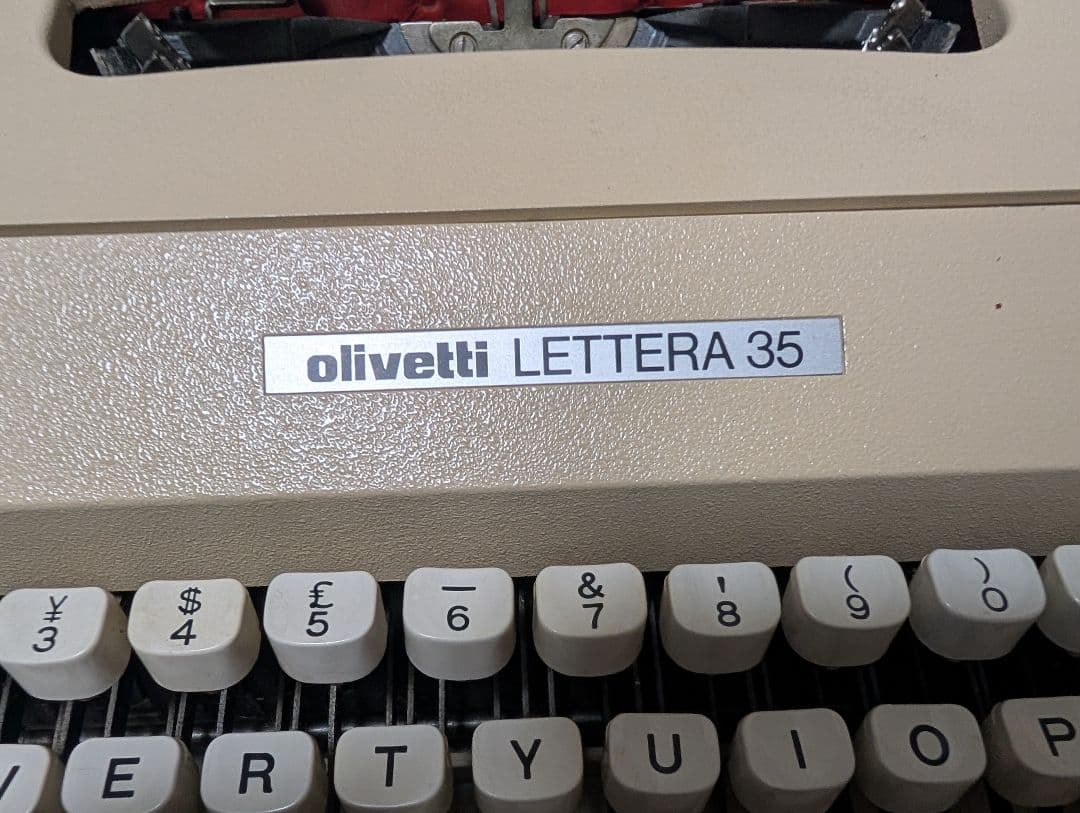 olivetti LETTERA 35
¥ $ £ _ & ' ( )
3 4 5 6 7 8 9 0
E R T Y U I O P